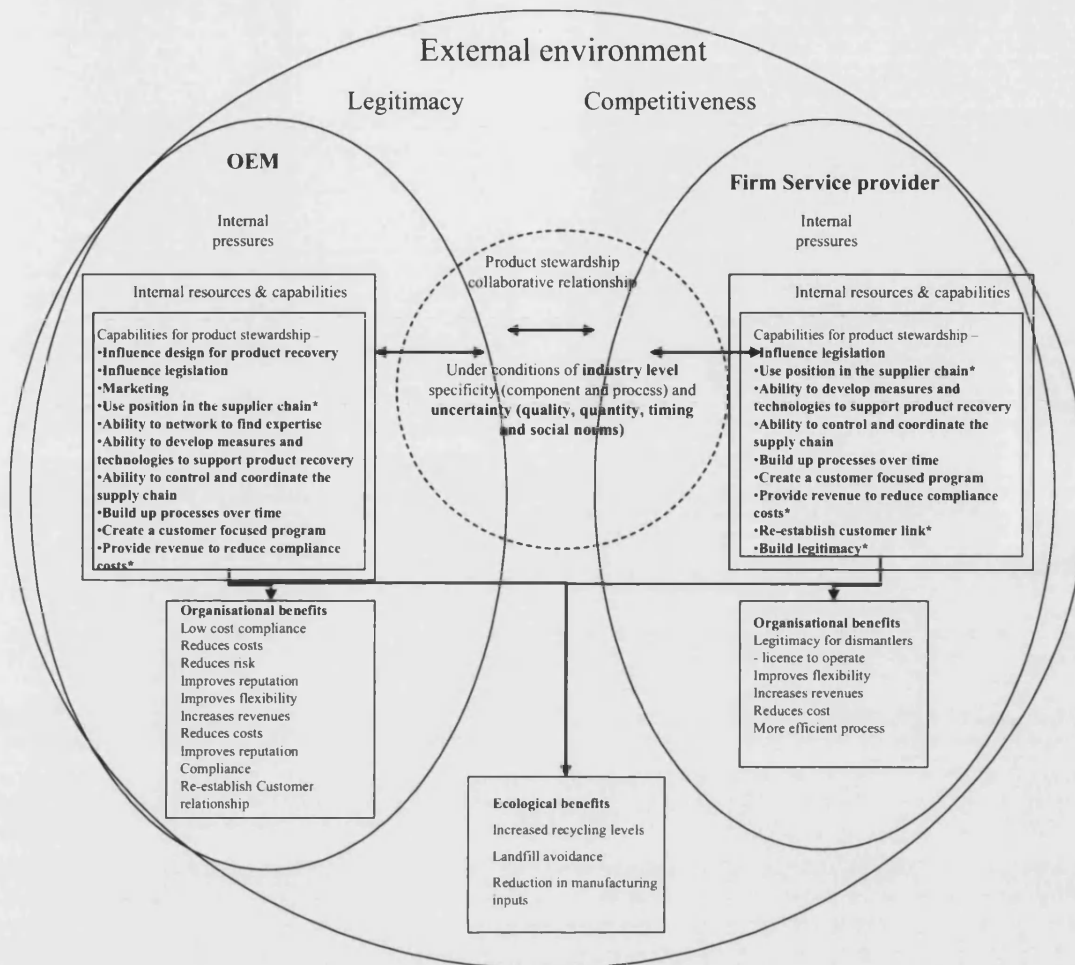 External environment
Legitimacy
Competitiveness
OEM
Internal
pressures
Internal resources & capabilities
Capabilities for product stewardship –
•Influence design for product recovery
•Influence legislation
•Marketing
•Use position in the supplier chain*
•Ability to network to find expertise
•Ability to develop measures and
technologies to support product recovery
•Ability to control and coordinate the
supply chain
•Build up processes over time
•Create a customer focused program
•Provide revenue to reduce compliance
costs*
Organisational benefits
Low cost compliance
Reduces costs
Reduces risk
Improves reputation
Improves flexibility
Increases revenues
Reduces costs
Improves reputation
Compliance
Re-establish Customer
relationship
Product stewardship
collaborative relationship
Under conditions of industry level
specificity (component and process) and
uncertainty (quality, quantity, timing
and social norms)
Ecological benefits
Increased recycling levels
Landfill avoidance
Reduction in manufacturing
inputs
Firm Service provider
Internal
pressures
Internal resources & capabilities
Capabilities for product stewardship –
•Influence legislation
•Use position in the supplier chain*
•Ability to develop measures and
technologies to support product recovery
•Ability to control and coordinate the
supply chain
•Build up processes over time
•Create a customer focused program
•Provide revenue to reduce compliance
costs*
•Re-establish customer link*
•Build legitimacy*
Organisational benefits
Legitimacy for dismantlers
- licence to operate
Improves flexibility
Increases revenues
Reduces cost
More efficient process